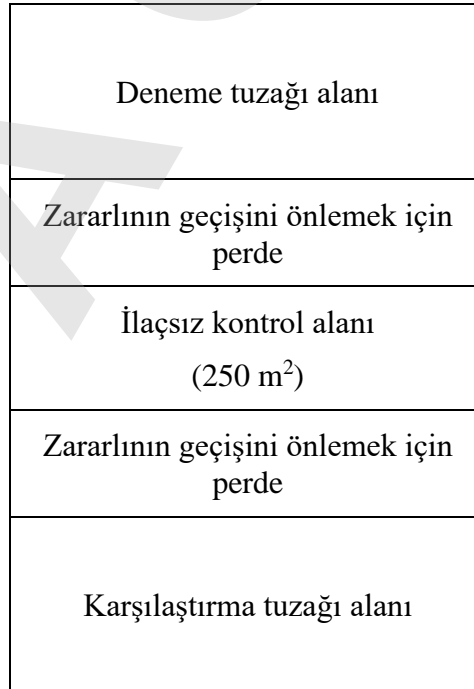 Deneme tuzağı alanı
Zararlının geçişini önlemek için
perde
İlaçsız kontrol alanı
(250 m²)
Zararlının geçişini önlemek için
perde
Karşılaştırma tuzağı alanı